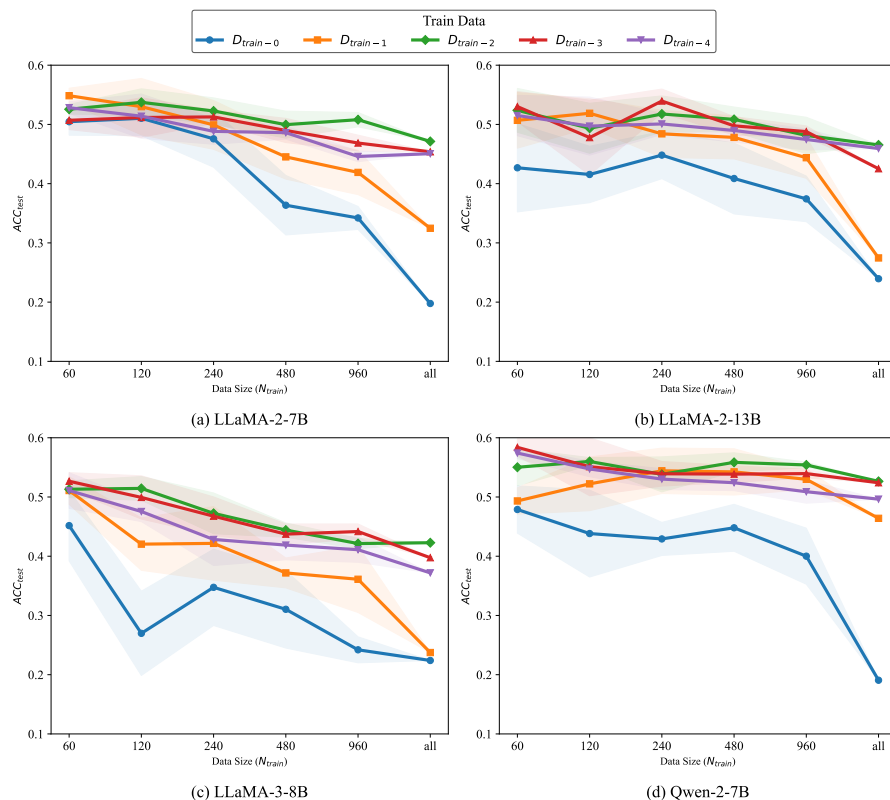 Train Data
D_train−0 D_train−1 D_train−2 D_train−3 D_train−4
0.6
0.5
0.4
0.3
0.2
0.1
ACC_test
60 120 240 480 960 all
Data Size (N_train)
(a) LLaMA-2-7B
0.6
0.5
0.4
0.3
0.2
0.1
ACC_test
60 120 240 480 960 all
Data Size (N_train)
(b) LLaMA-2-13B
0.6
0.5
0.4
0.3
0.2
0.1
ACC_test
60 120 240 480 960 all
Data Size (N_train)
(c) LLaMA-3-8B
0.6
0.5
0.4
0.3
0.2
0.1
ACC_test
60 120 240 480 960 all
Data Size (N_train)
(d) Qwen-2-7B